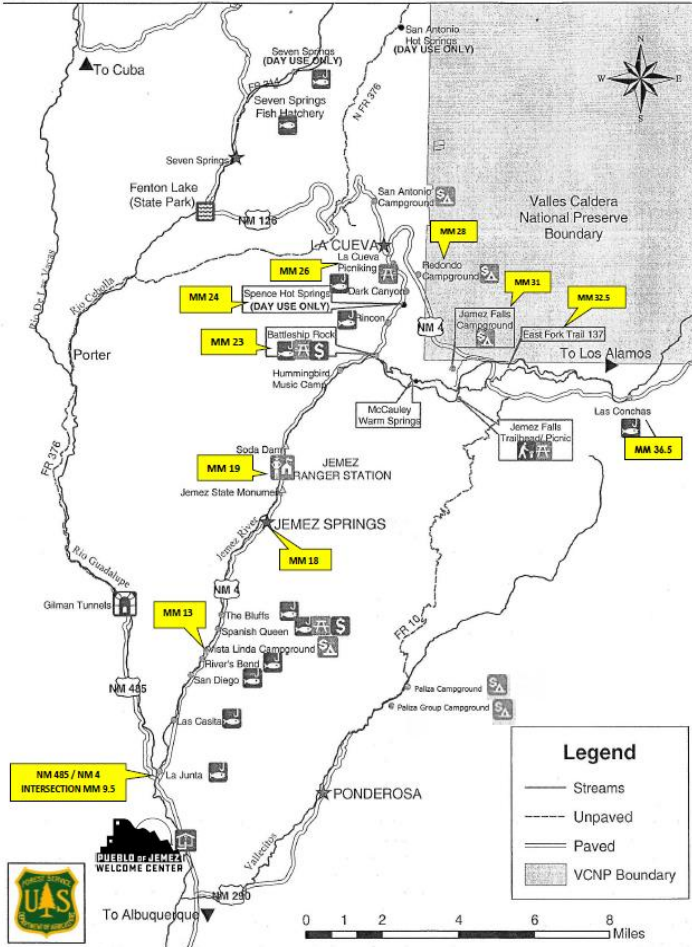 San Antonio
Hot Springs
(DAY USE ONLY)
Seven Springs
(DAY USE ONLY)
To Cuba
N
W
E
S
N FR 376
Seven Springs
Fish Hatchery
Seven Springs
Fenton Lake
(State Park)
NM 126
San Antonio
Campground
Valles Caldera
National Preserve
Boundary
MM 28
LA CUEVA
La Cueva
Picniking
MM 26
Redondo
Campground
MM 31
Rio De Las Vacas
Rio Cebolla
MM 24
Dark Canyon
Spence Hot Springs
(DAY USE ONLY)
MM 32.5
Rincon
Jemez Falls
Campground
NM 4
East Fork Trail 137
MM 23
Battleship Rock
$
To Los Alamos
Porter
Hummingbird
Music Camp
McCauley
Warm Springs
Las Conchas
Jemez Falls
Trailhead/ Picnic
MM 36.5
FR 376
Soda Dam
MM 19
JEMEZ
RANGER STATION
Jemez State Monument
Jemez River
JEMEZ SPRINGS
MM 18
Rio Guadalupe
Gilman Tunnels
NM 4
MM 13
The Bluffs
Spanish Queen
$
FR 10
Vista Linda Campground
River's Bend
San Diego
NM 485
Paliza Campground
Paliza Group Campground
Las Casita
NM 485 / NM 4
INTERSECTION MM 9.5
La Junta
PONDEROSA
Legend
Streams
Unpaved
Paved
VCNP Boundary
PUEBLO OF JEMEZ
WELCOME CENTER
Vallecitos
NM 290
FOREST SERVICE
U S
DEPARTMENT OF AGRICULTURE
To Albuquerque
0 1 2 4 6 8
Miles